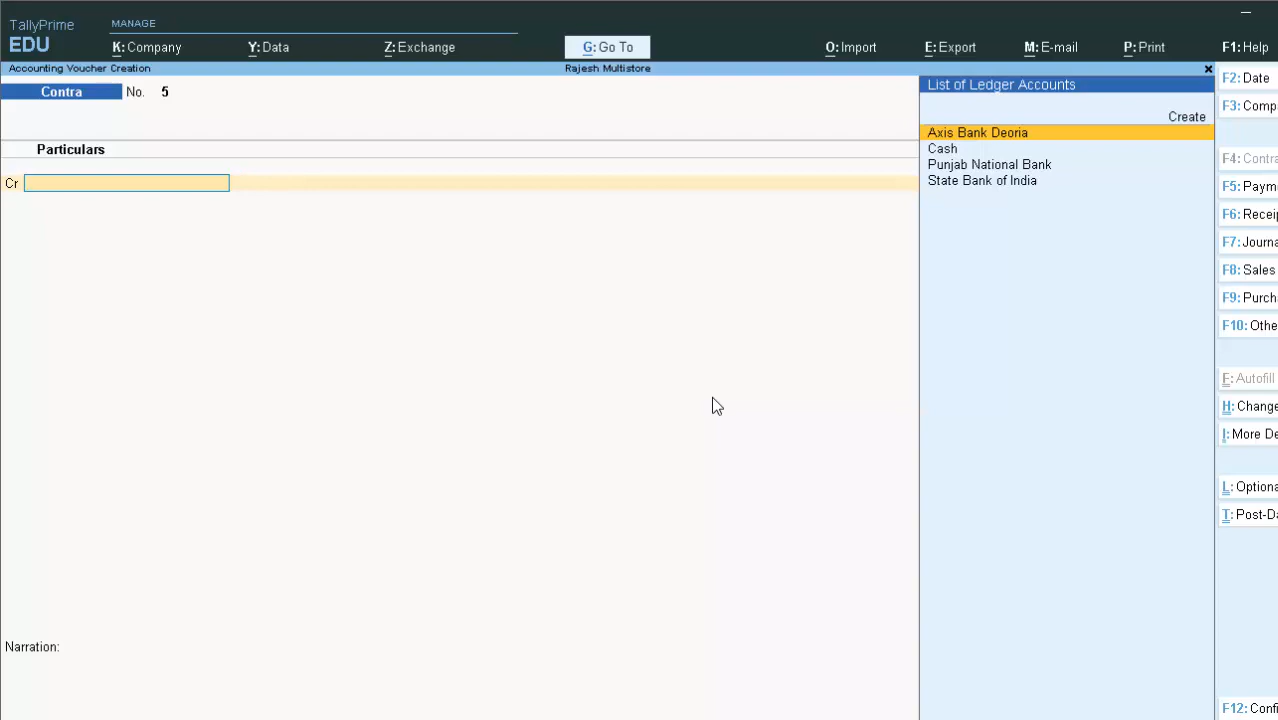 TallyPrime
EDU
MANAGE
K:Company
Y:Data
Z:Exchange
G:Go To
O:Import
E:Export
M:E-mail
P:Print
F1:Help
Accounting Voucher Creation
Rajesh Multistore
Contra No. 5
Particulars
Cr
Narration:
List of Ledger Accounts
Create
Axis Bank Deoria
Cash
Punjab National Bank
State Bank of India
F2: Date
F3: Comp
F4: Contra
F5: Paym
F6: Recei
F7: Journa
F8: Sales
F9: Purch
F10: Othe
F: Autofill
H: Change
I: More De
L: Optiona
T: Post-Da
F12: Confi